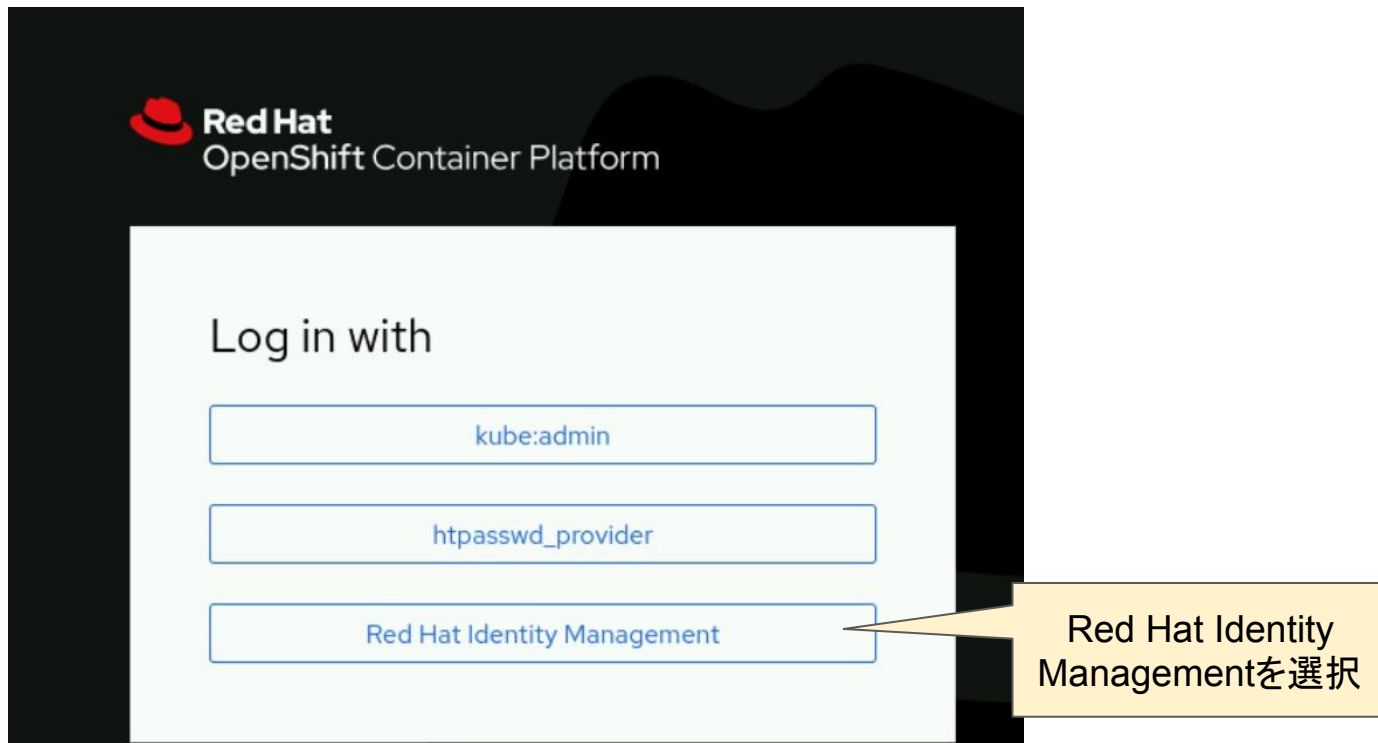 Red Hat
OpenShift Container Platform
Log in with
kube:admin
htpasswd_provider
Red Hat Identity Management
Red Hat Identity
Managementを選択